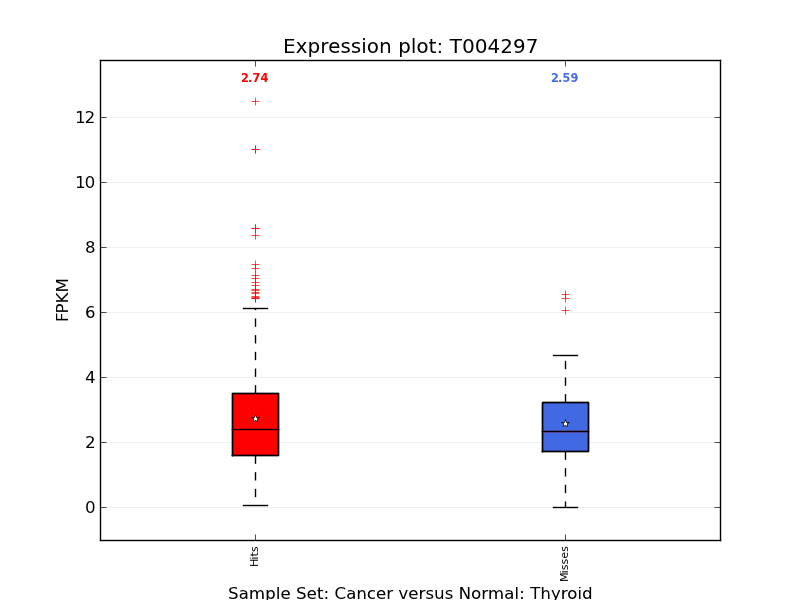 Expression plot: T004297
2.74
2.59
12
10
8
6
4
2
0
FPKM
Hits
Misses
Sample Set: Cancer versus Normal: Thyroid